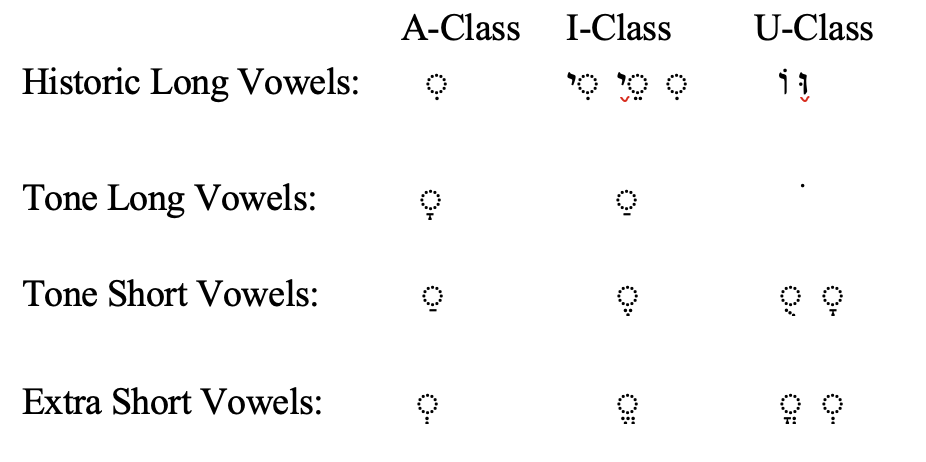 A-Class I-Class U-Class
Historic Long Vowels: ◌ִ ◌ִי ◌ֵי ◌ִ וֹ וּ
Tone Long Vowels: ◌ָ ◌ַ ֹ
Tone Short Vowels: ◌ַ ◌ֶ ◌ֻ ◌ָ
Extra Short Vowels: ◌ְ ◌ֱ ◌ֳ ◌ְ